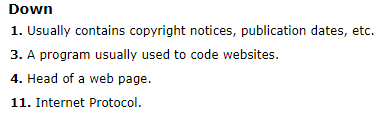 Down
1. Usually contains copyright notices, publication dates, etc.
3. A program usually used to code websites.
4. Head of a web page.
11. Internet Protocol.